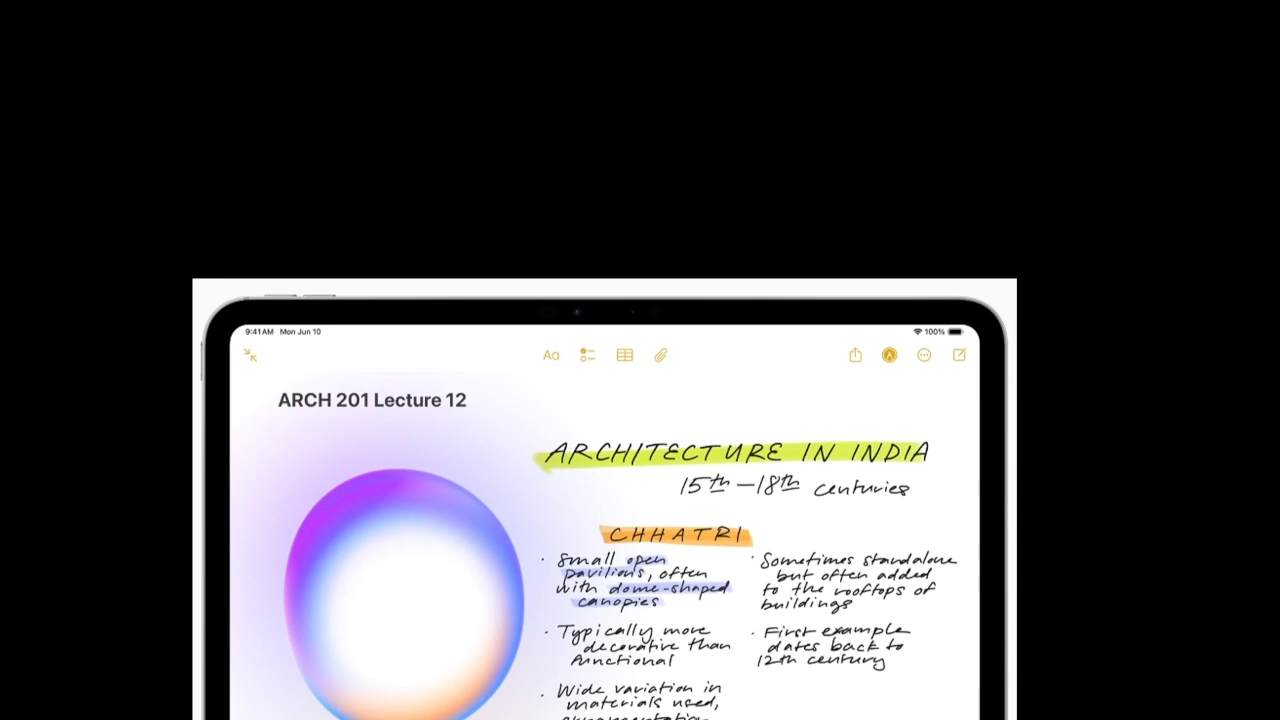 9:41AM Mon Jun 10
100%
Aa
ARCH 201 Lecture 12
ARCHITECTURE IN INDIA
15th – 18th centuries
CHHATRI
· Small open
pavilions, often
with dome-shaped
canopies
· Typically more
decorative than
functional
· Wide variation in
materials used,
· Sometimes standalone
but often added
to the rooftops of
buildings
· First example
dates back to
12th century